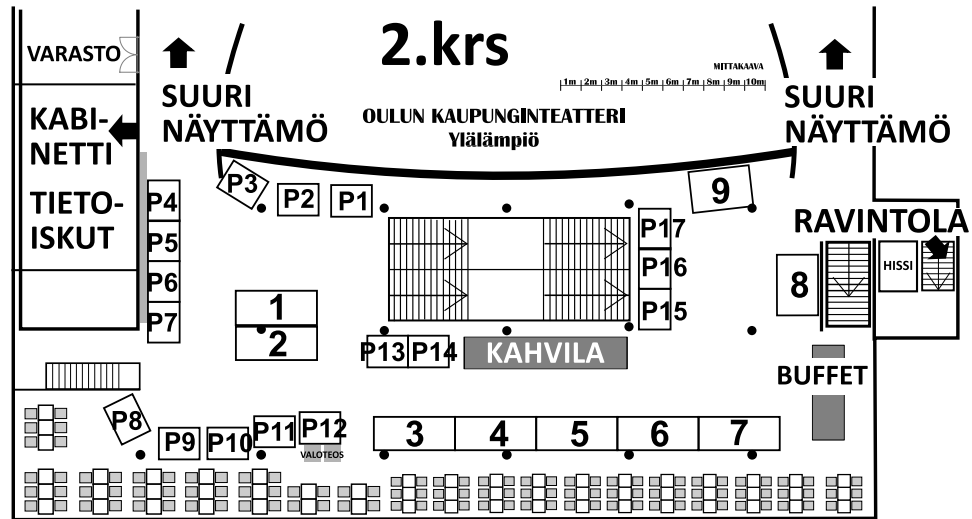 2.krs
VARASTO
MITTAKAAVA
1m 2m 3m 4m 5m 6m 7m 8m 9m 10m
SUURI
NÄYTTÄMÖ
OULUN KAUPUNGINTEATTERI
Ylälämpiö
SUURI
NÄYTTÄMÖ
KABI-
NETTI
TIETO-
ISKUT
P3
P2
P1
9
P4
P5
P6
P7
P17
P16
P15
RAVINTOLA
HISSI
8
1
2
P13
P14
KAHVILA
BUFFET
P8
P9
P10
P11
P12
VALOTEOS
3
4
5
6
7